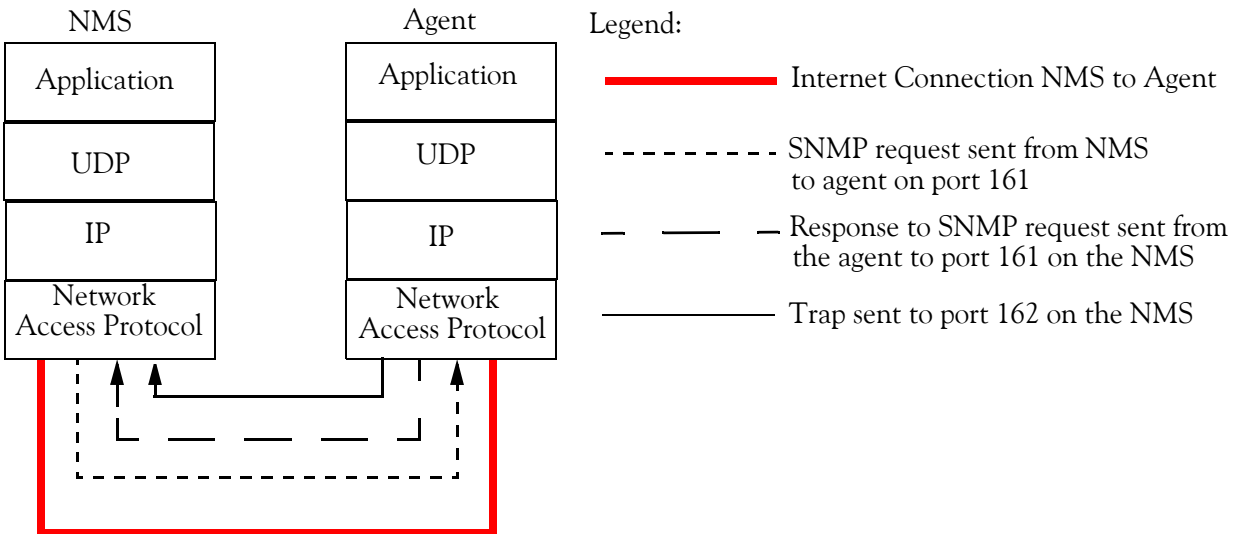 NMS
Application
UDP
IP
Network
Access Protocol
Agent
Application
UDP
IP
Network
Access Protocol
Legend:
Internet Connection NMS to Agent
SNMP request sent from NMS
to agent on port 161
Response to SNMP request sent from
the agent to port 161 on the NMS
Trap sent to port 162 on the NMS